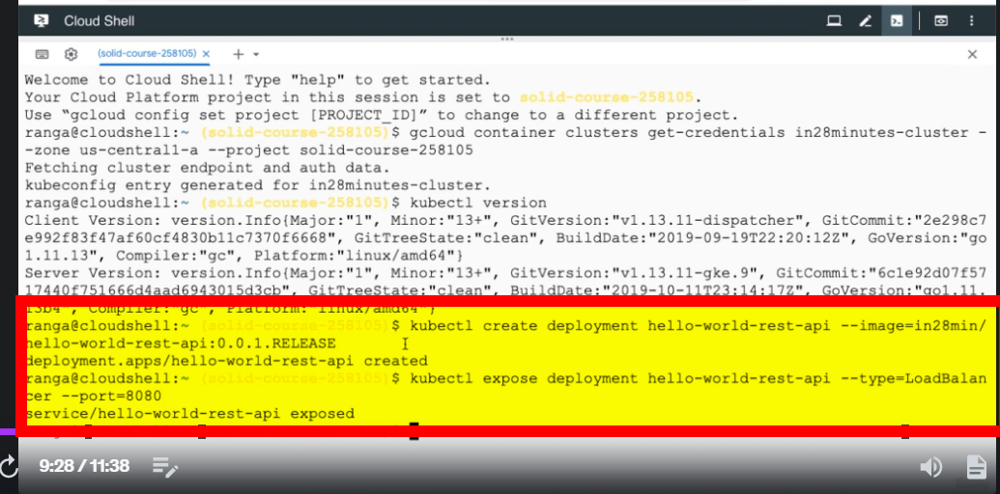 Cloud Shell
(solid-course-258105)
Welcome to Cloud Shell! Type "help" to get started.
Your Cloud Platform project in this session is set to solid-course-258105.
Use “gcloud config set project [PROJECT_ID]” to change to a different project.
ranga@cloudshell:~ (solid-course-258105)$ gcloud container clusters get-credentials in28minutes-cluster -
-zone us-central1-a --project solid-course-258105
Fetching cluster endpoint and auth data.
kubeconfig entry generated for in28minutes-cluster.
ranga@cloudshell:~ (solid-course-258105)$ kubectl version
Client Version: version.Info{Major:"1", Minor:"13+", GitVersion:"v1.13.11-dispatcher", GitCommit:"2e298c7
e992f83f47af60cf4830b11c7370f6668", GitTreeState:"clean", BuildDate:"2019-09-19T22:20:12Z", GoVersion:"go
1.11.13", Compiler:"gc", Platform:"linux/amd64"}
Server Version: version.Info{Major:"1", Minor:"13+", GitVersion:"v1.13.11-gke.9", GitCommit:"6c1e92d07f57
17440f751666d4aad6943015d3cb", GitTreeState:"clean", BuildDate:"2019-10-11T23:14:17Z", GoVersion:"go1.11.
13b4", Compiler:"gc", Platform:"linux/amd64"}
ranga@cloudshell:~ (solid-course-258105)$ kubectl create deployment hello-world-rest-api --image=in28min/
hello-world-rest-api:0.0.1.RELEASE
deployment.apps/hello-world-rest-api created
ranga@cloudshell:~ (solid-course-258105)$ kubectl expose deployment hello-world-rest-api --type=LoadBalan
cer --port=8080
service/hello-world-rest-api exposed
9:28 / 11:38